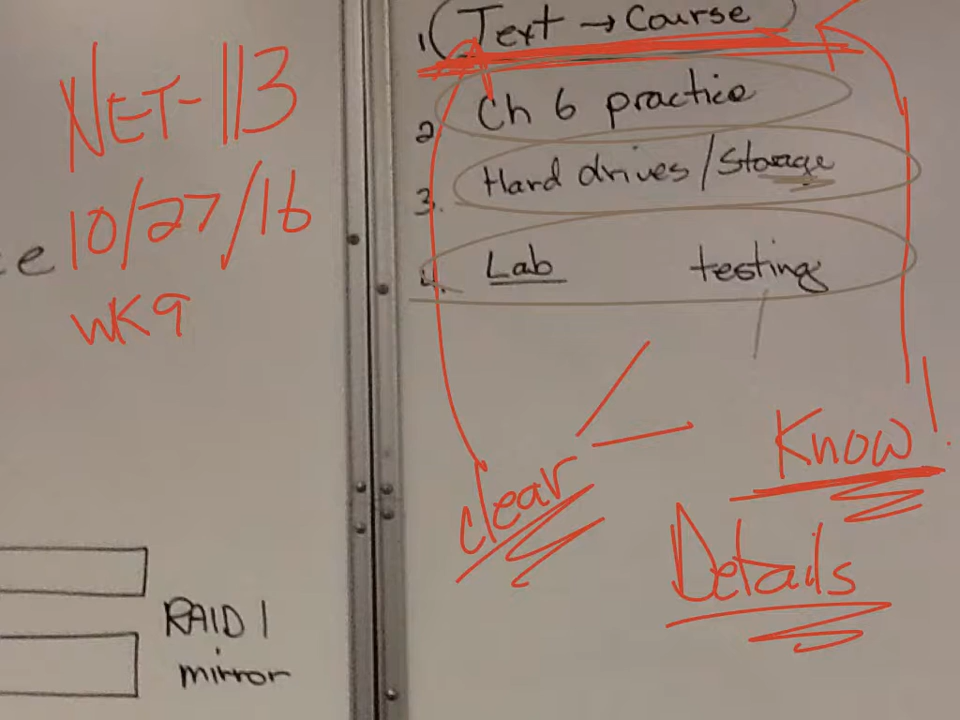 NET-113
10/27/16
WK9
RAID 1
mirror
1. Text → Course
2 Ch 6 practice
3. Hard drives / Storage
4. Lab testing
clear
Know!
Details